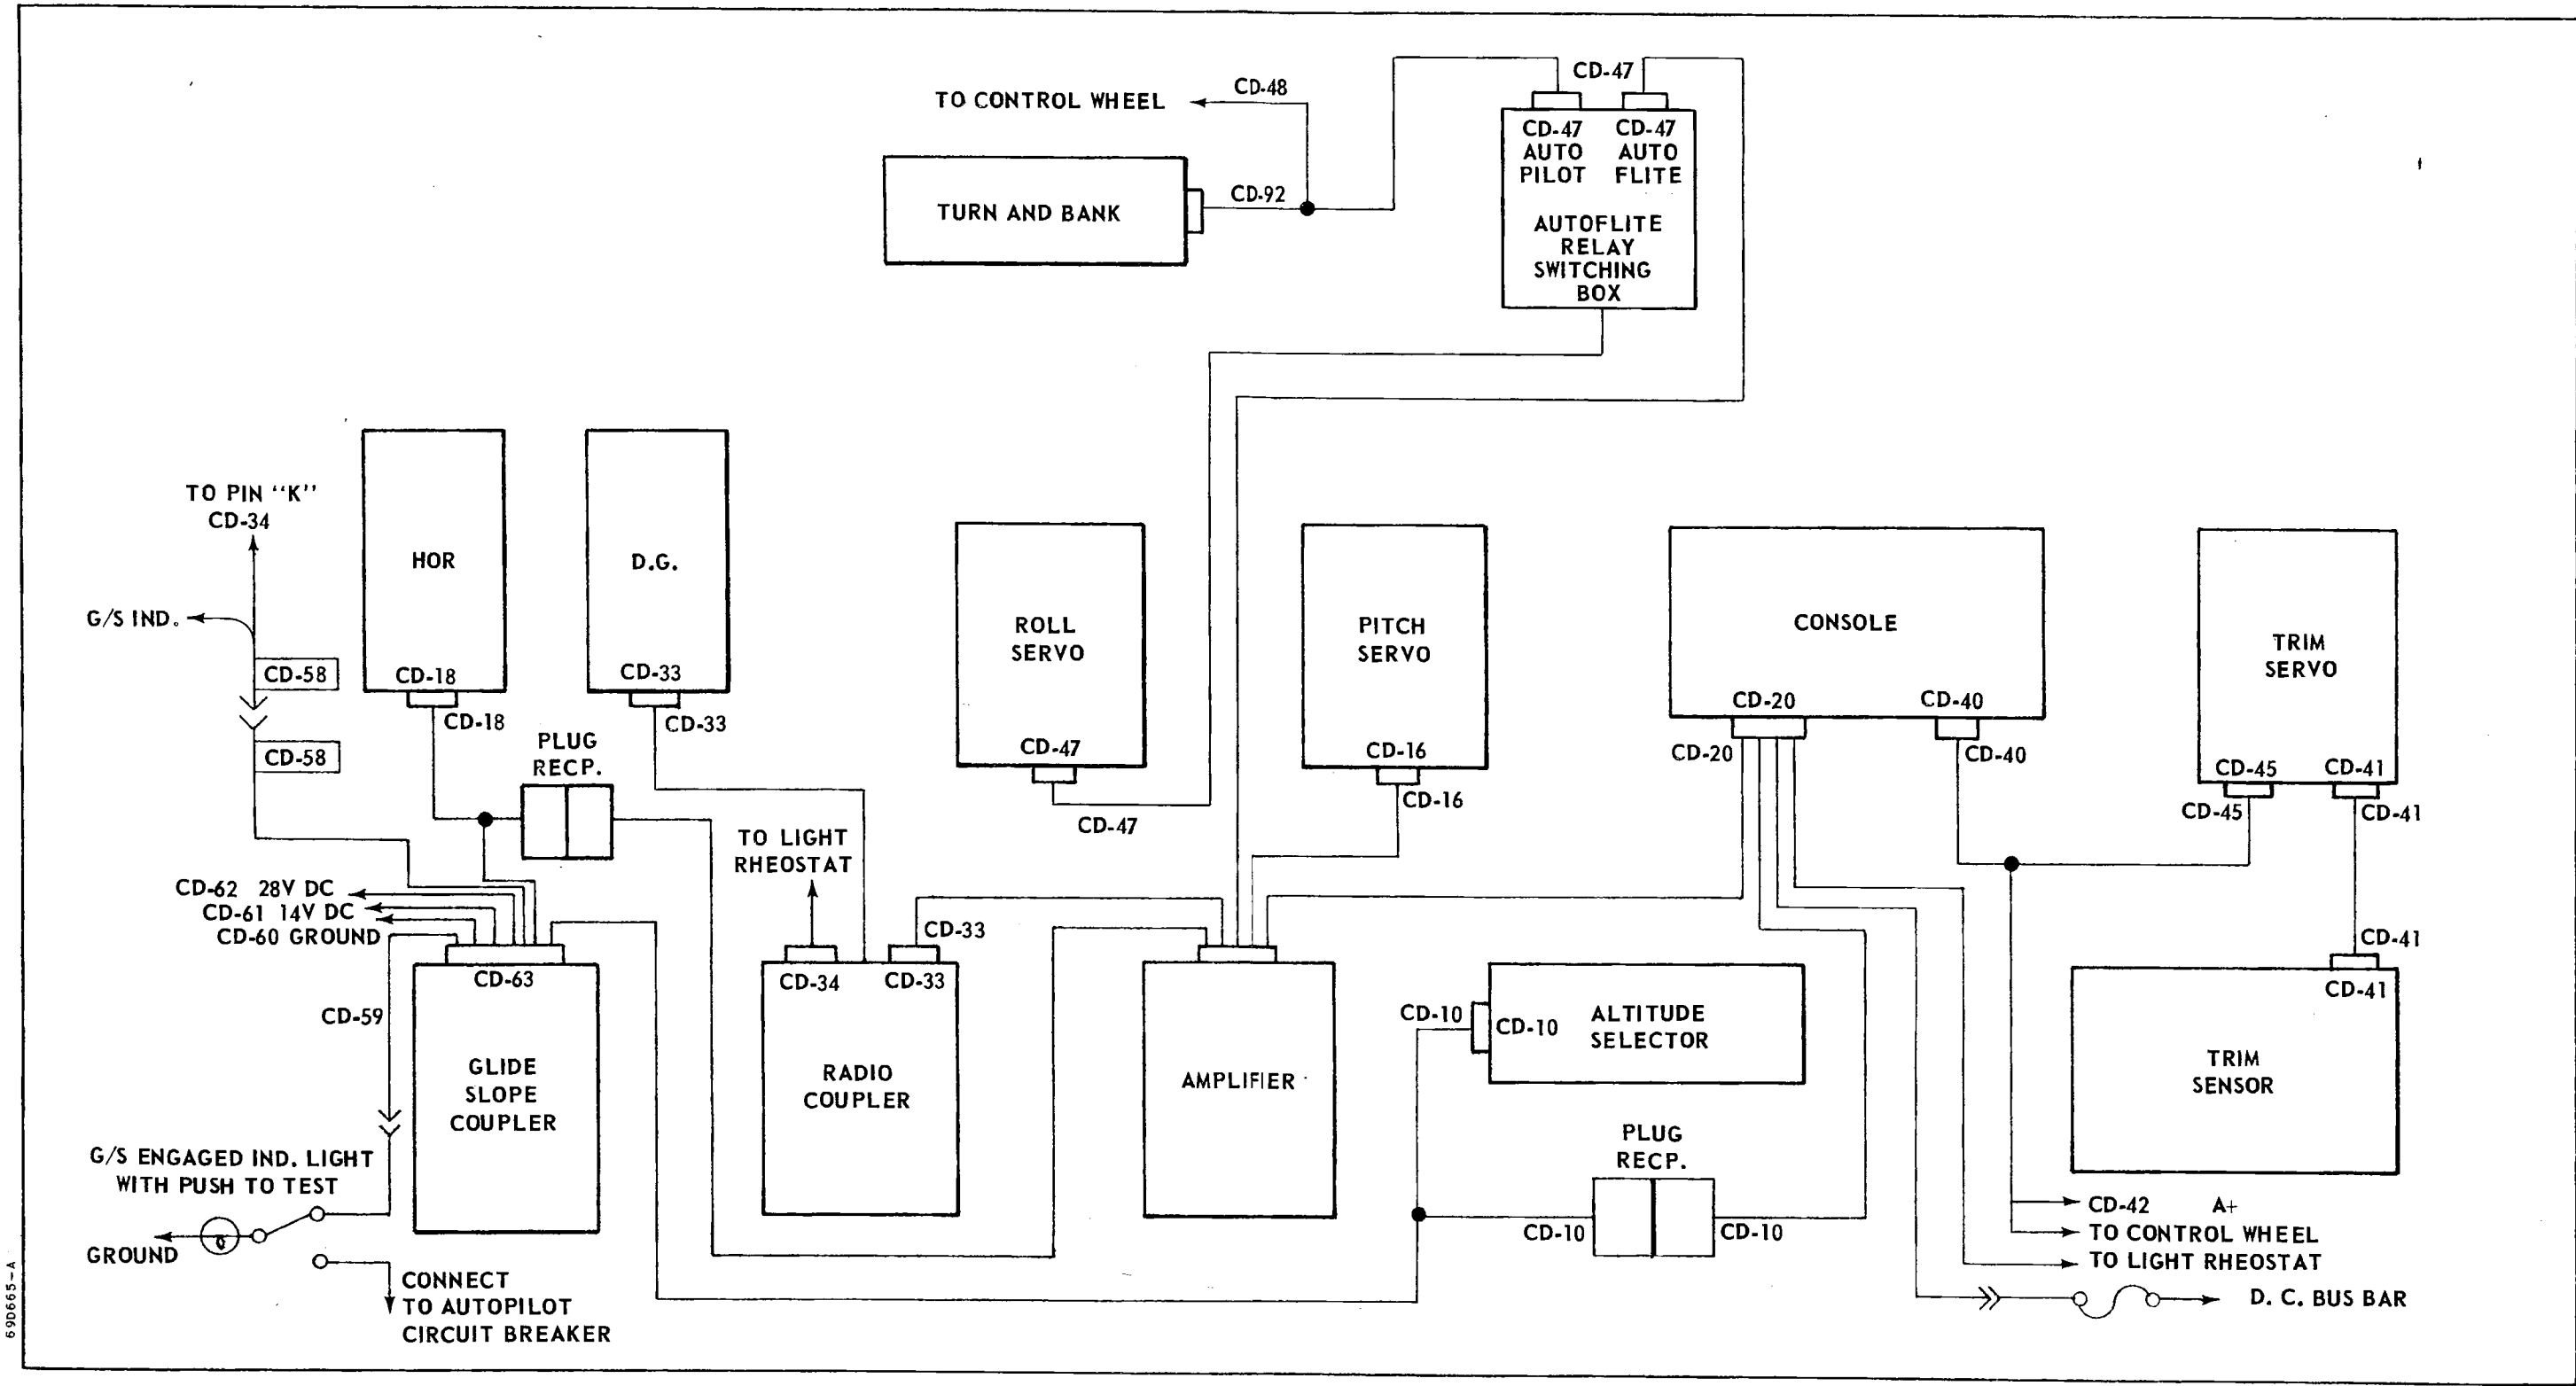 CD-47
CD-48
TO CONTROL WHEEL
CD-47 CD-47
AUTO AUTO
PILOT FLITE
CD-92
TURN AND BANK
AUTOFLITE
RELAY
SWITCHING
BOX
TO PIN "K"
CD-34
G/S IND.
CD-58
CD-58
HOR
CD-18
CD-18
D.G.
CD-33
CD-33
PLUG
RECP.
ROLL
SERVO
CD-47
CD-47
PITCH
SERVO
CD-16
CD-16
CONSOLE
CD-20
CD-40
CD-20
CD-40
TRIM
SERVO
CD-45
CD-41
CD-45
CD-41
TO LIGHT
RHEOSTAT
CD-62 28V DC
CD-61 14V DC
CD-60 GROUND
CD-63
CD-59
GLIDE
SLOPE
COUPLER
CD-33
CD-34
CD-33
RADIO
COUPLER
AMPLIFIER
CD-10
CD-10
ALTITUDE
SELECTOR
CD-41
CD-41
TRIM
SENSOR
PLUG
RECP.
CD-10
CD-10
G/S ENGAGED IND. LIGHT
WITH PUSH TO TEST
GROUND
CONNECT
TO AUTOPILOT
CIRCUIT BREAKER
CD-42 A+
TO CONTROL WHEEL
TO LIGHT RHEOSTAT
D. C. BUS BAR
69D665-A